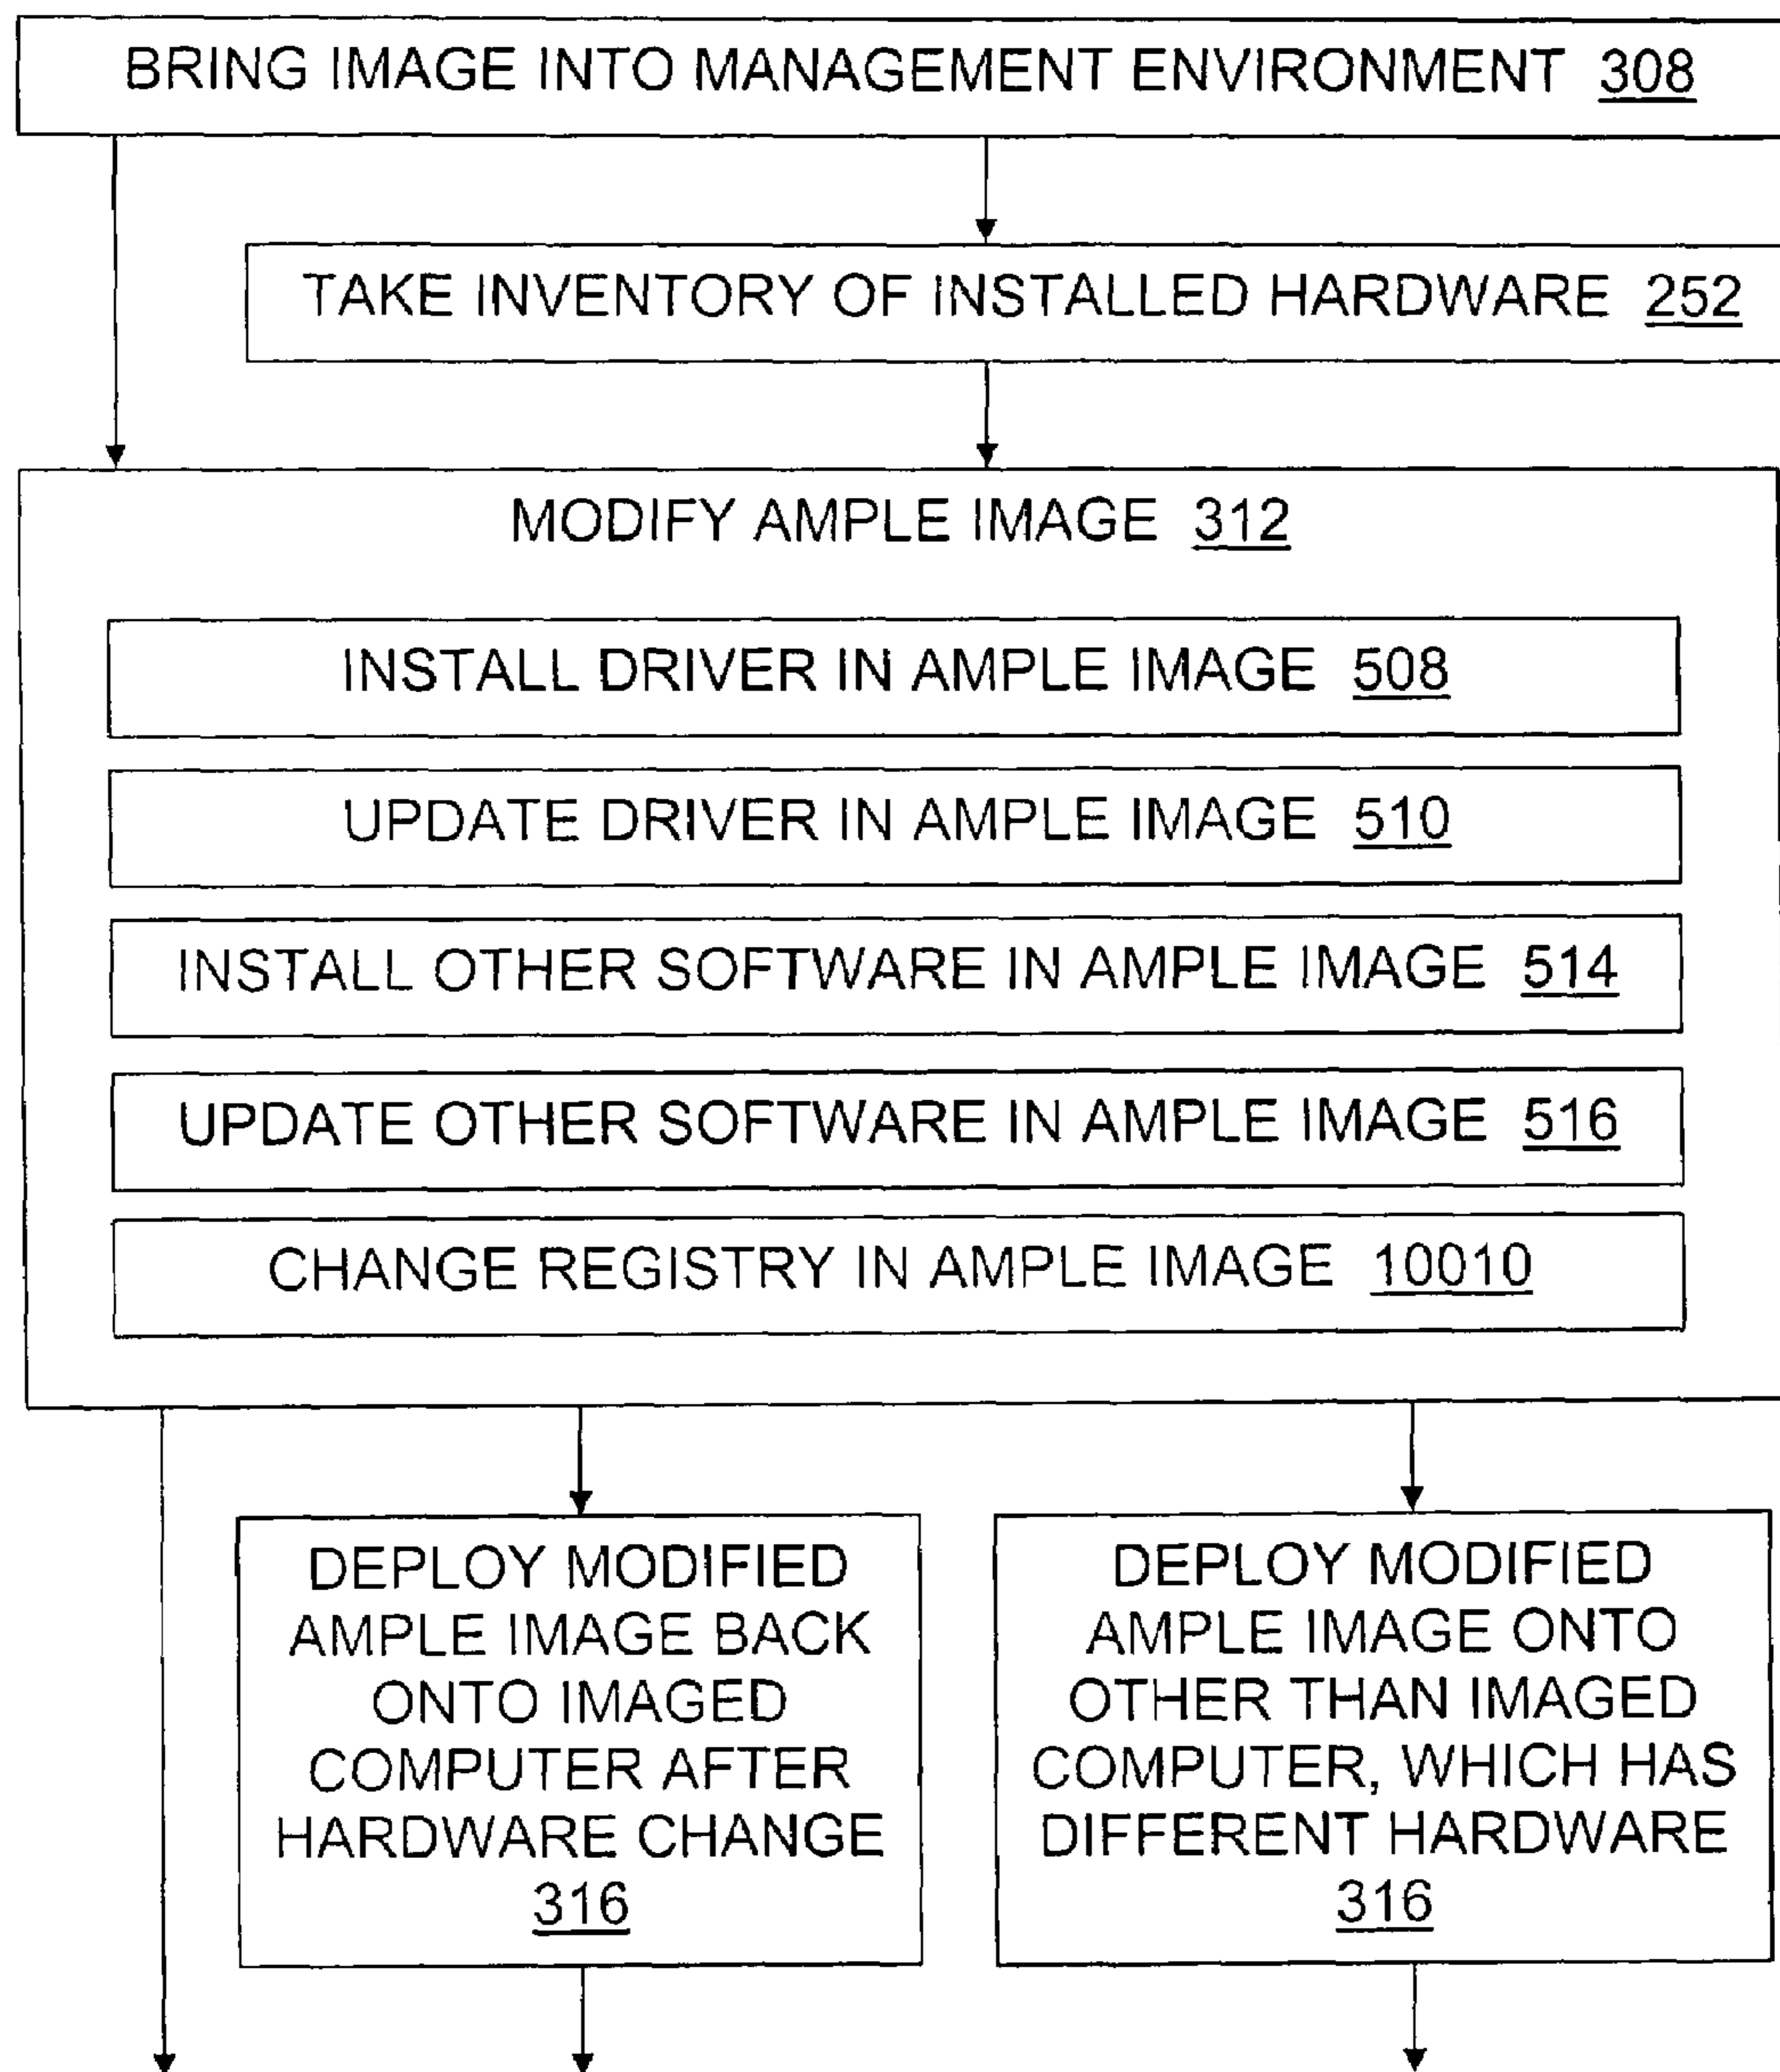 BRING IMAGE INTO MANAGEMENT ENVIRONMENT 308
TAKE INVENTORY OF INSTALLED HARDWARE 252
MODIFY AMPLE IMAGE 312
INSTALL DRIVER IN AMPLE IMAGE 508
UPDATE DRIVER IN AMPLE IMAGE 510
INSTALL OTHER SOFTWARE IN AMPLE IMAGE 514
UPDATE OTHER SOFTWARE IN AMPLE IMAGE 516
CHANGE REGISTRY IN AMPLE IMAGE 10010
DEPLOY MODIFIED
AMPLE IMAGE BACK
ONTO IMAGED
COMPUTER AFTER
HARDWARE CHANGE
316
DEPLOY MODIFIED
AMPLE IMAGE ONTO
OTHER THAN IMAGED
COMPUTER, WHICH HAS
DIFFERENT HARDWARE
316